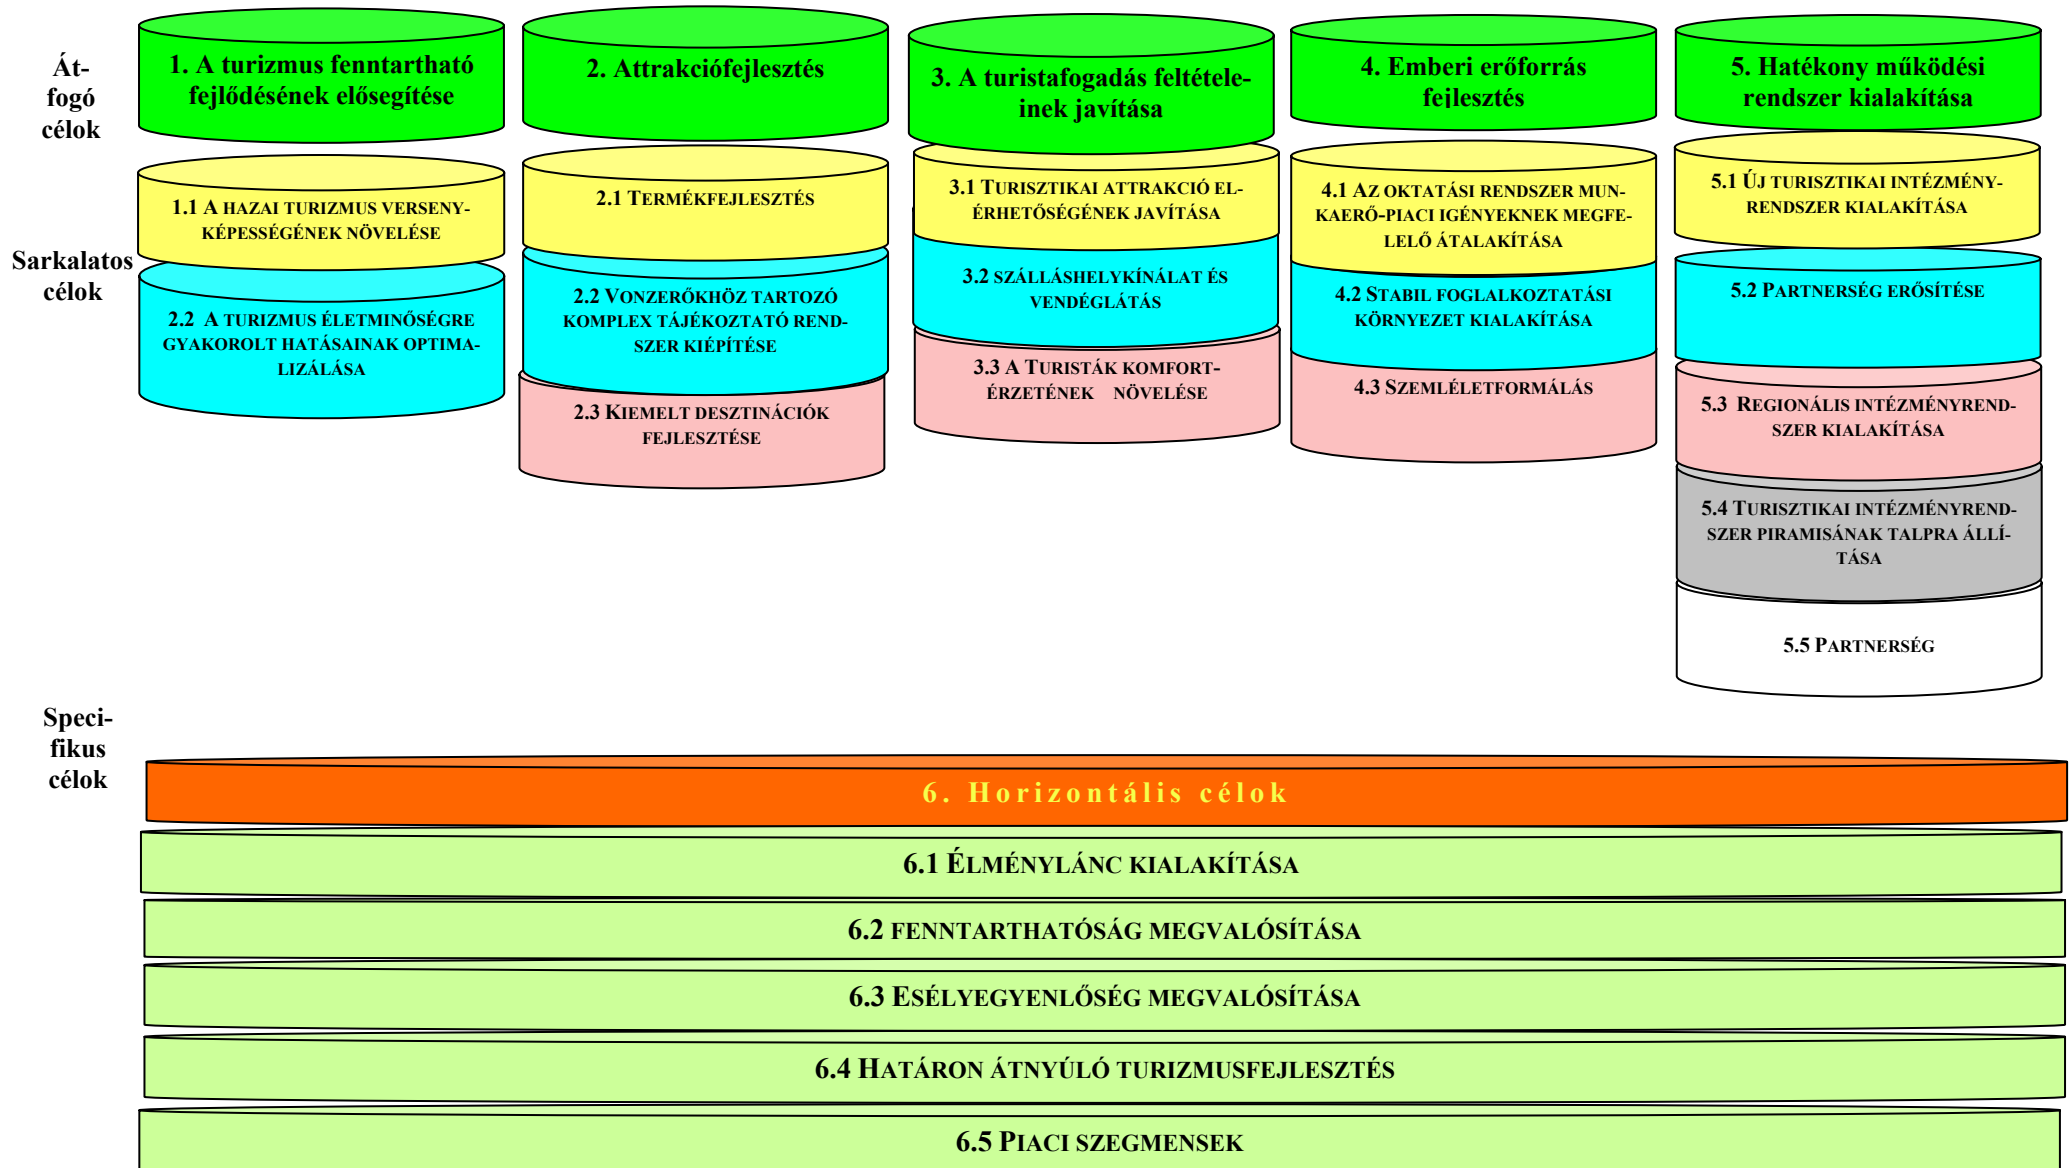 Át-
fogó
célok
1. A turizmus fenntartható
fejlődésének elősegítése
2. Attrakciófejlesztés
3. A turistafogadás feltétele-
inek javítása
4. Emberi erőforrás
fejlesztés
5. Hatékony működési
rendszer kialakítása
Sarkalatos
célok
1.1 A HAZAI TURIZMUS VERSENY-
KÉPESSÉGÉNEK NÖVELÉSE
2.2 A TURIZMUS ÉLETMINŐSÉGRE
GYAKOROLT HATÁSAINAK OPTIMA-
LIZÁLÁSA
2.1 TERMÉKFEJLESZTÉS
2.2 VONZERŐKHÖZ TARTOZÓ
KOMPLEX TÁJÉKOZTATÓ REND-
SZER KIÉPÍTÉSE
2.3 KIEMELT DESZTINÁCIÓK
FEJLESZTÉSE
3.1 TURISZTIKAI ATTRAKCIÓ EL-
ÉRHETŐSÉGÉNEK JAVÍTÁSA
3.2 SZÁLLÁSHELYKÍNÁLAT ÉS
VENDÉGLÁTÁS
3.3 A TURISTÁK KOMFORT-
ÉRZETÉNEK NÖVELÉSE
4.1 AZ OKTATÁSI RENDSZER MUN-
KAERŐ-PIACI IGÉNYEKNEK MEGFE-
LELŐ ÁTALAKÍTÁSA
4.2 STABIL FOGLALKOZTATÁSI
KÖRNYEZET KIALAKÍTÁSA
4.3 SZEMLÉLETFORMÁLÁS
5.1 ÚJ TURISZTIKAI INTÉZMÉNY-
RENDSZER KIALAKÍTÁSA
5.2 PARTNERSÉG ERŐSÍTÉSE
5.3 REGIONÁLIS INTÉZMÉNYREND-
SZER KIALAKÍTÁSA
5.4 TURISZTIKAI INTÉZMÉNYREND-
SZER PIRAMISÁNAK TALPRA ÁLLÍ-
TÁSA
5.5 PARTNERSÉG
Speci-
fikus
célok
6. Horizontális célok
6.1 ÉLMÉNYLÁNC KIALAKÍTÁSA
6.2 FENNTARTHATÓSÁG MEGVALÓSÍTÁSA
6.3 ESÉLYEGYENLŐSÉG MEGVALÓSÍTÁSA
6.4 HATÁRON ÁTNYÚLÓ TURIZMUSFEJLESZTÉS
6.5 PIACI SZEGMENSEK